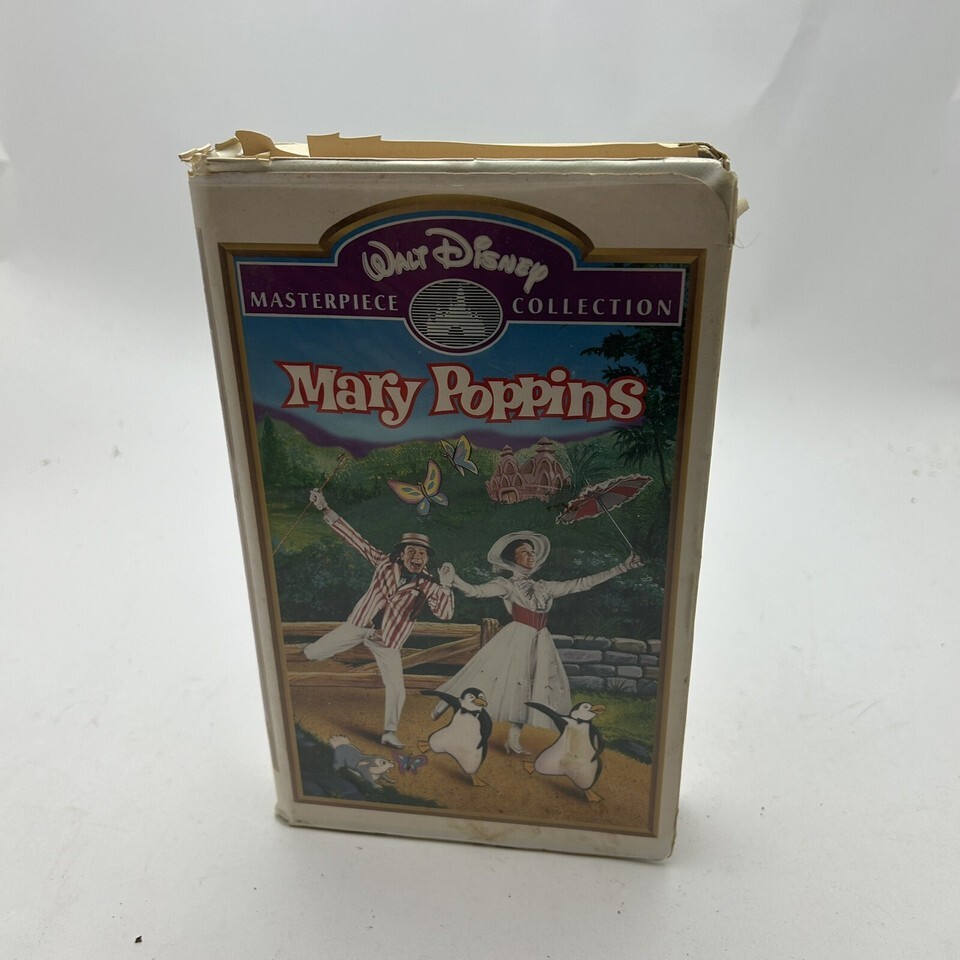 WALT DISNEY
MASTERPIECE COLLECTION
Mary Poppins